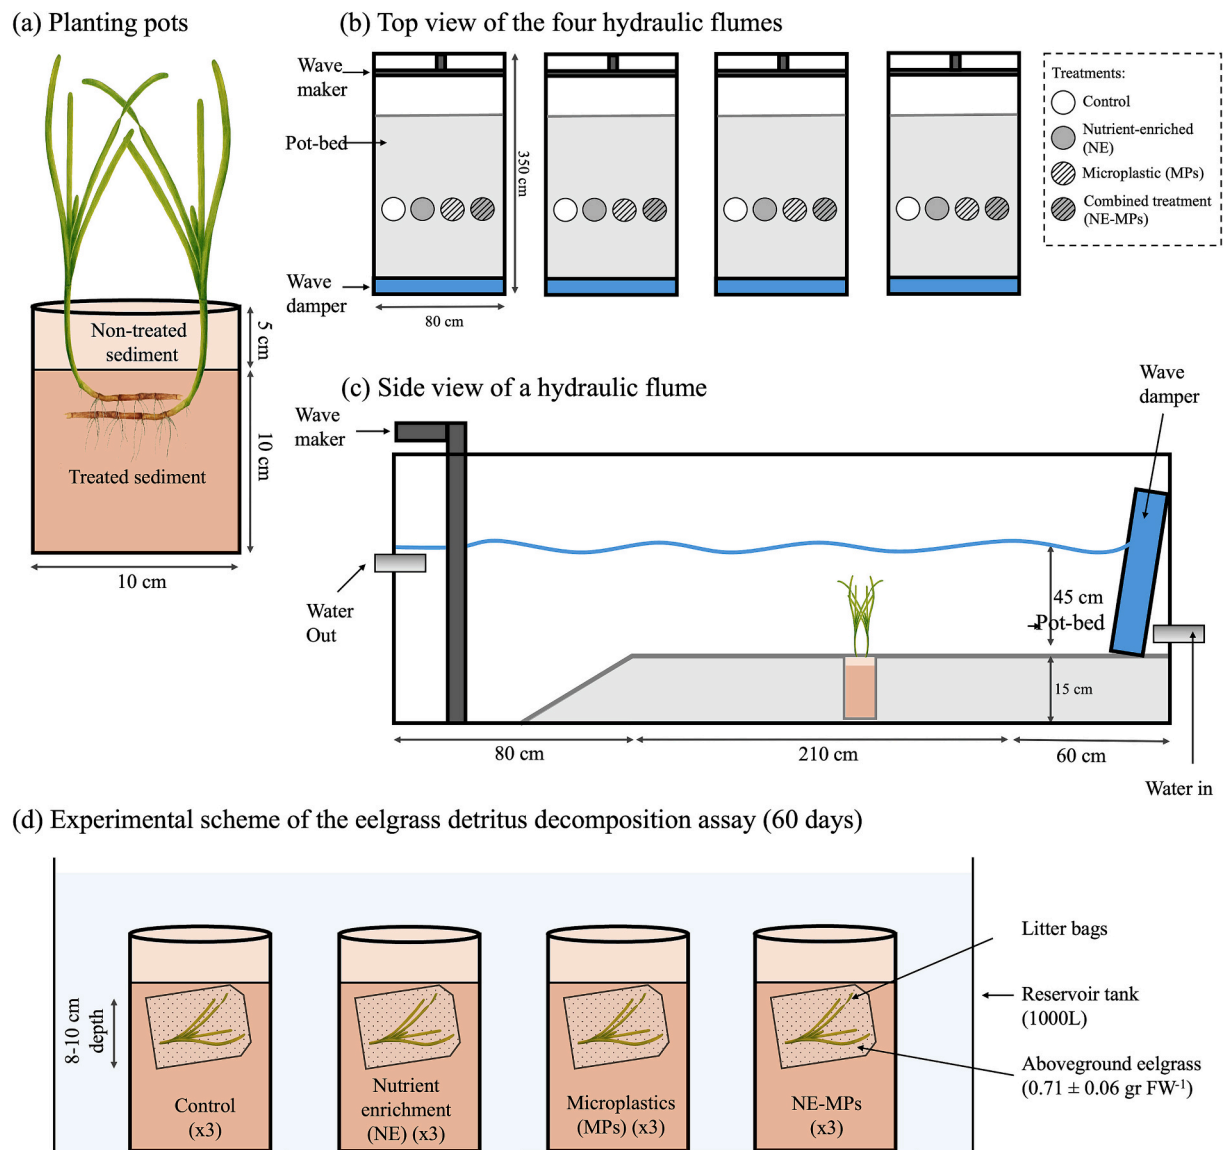 (a) Planting pots
Non-treated
sediment
5 cm
10 cm
Treated sediment
10 cm
(b) Top view of the four hydraulic flumes
Wave
maker
Pot-bed
350 cm
Wave
damper
80 cm
Treatments:
Control
Nutrient-enriched
(NE)
Microplastic (MPs)
Combined treatment
(NE-MPs)
(c) Side view of a hydraulic flume
Wave
damper
Wave
maker
Water
Out
45 cm
Pot-bed
15 cm
80 cm
210 cm
60 cm
Water in
(d) Experimental scheme of the eelgrass detritus decomposition assay (60 days)
8-10 cm
depth
Control
(x3)
Nutrient
enrichment
(NE) (x3)
Microplastics
(MPs) (x3)
NE-MPs
(x3)
Litter bags
Reservoir tank
(1000L)
Aboveground eelgrass
(0.71 ± 0.06 gr FW⁻¹)